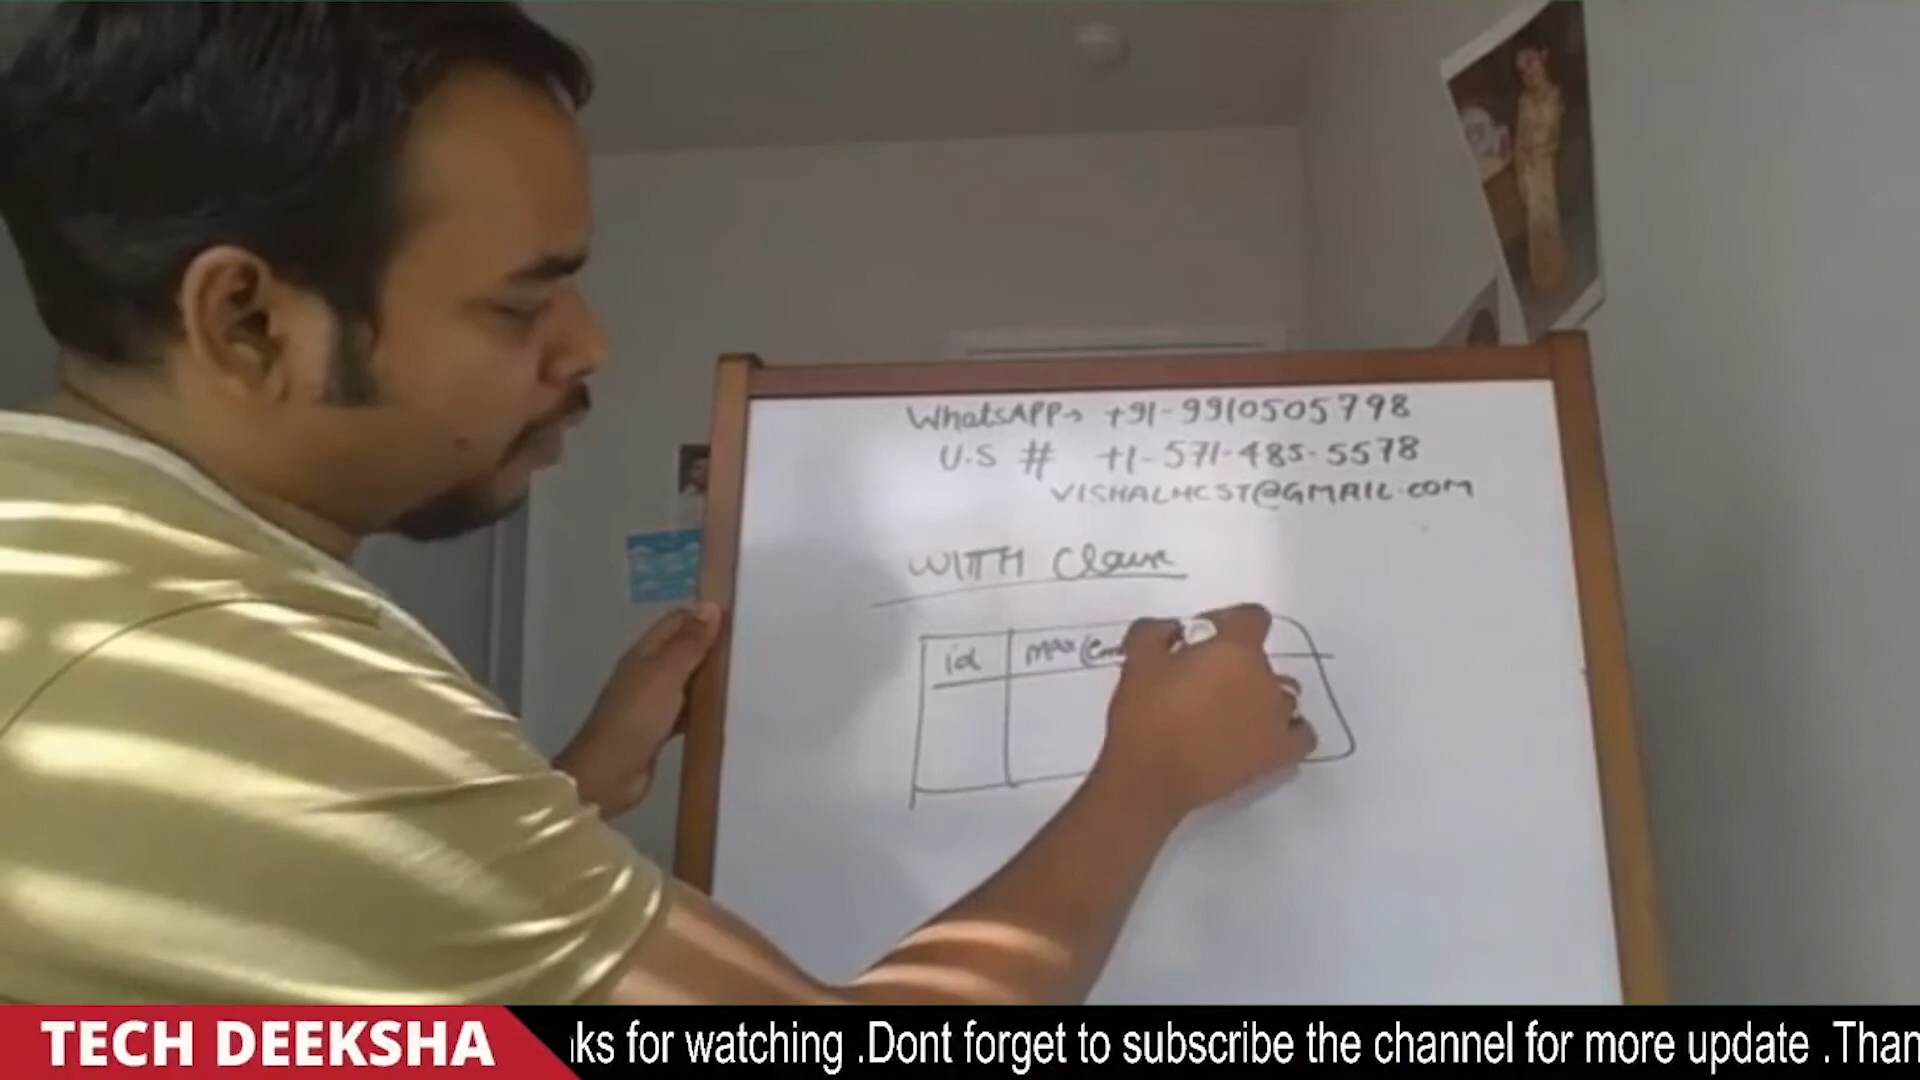 WhatsAPP→ +91-9910505798
U.S # +1-571-485-5578
VISHALHCST@GMAIL.COM
WITH Clause
id max(
TECH DEEKSHA
ks for watching .Dont forget to subscribe the channel for more update .Than